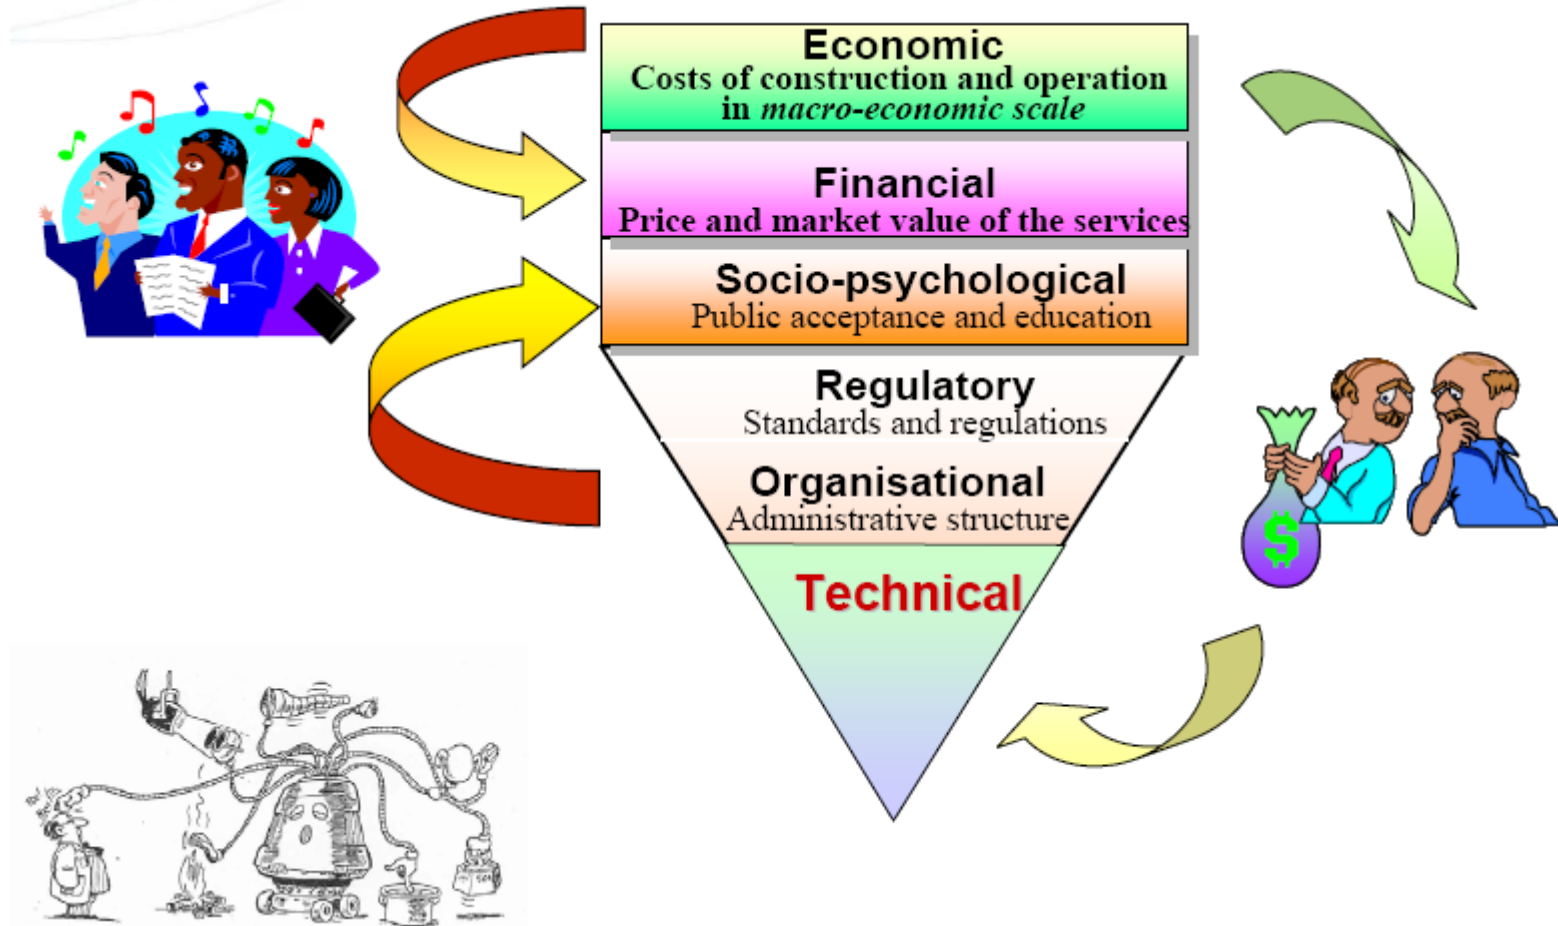 Economic
Costs of construction and operation
in macro-economic scale
Financial
Price and market value of the services
Socio-psychological
Public acceptance and education
Regulatory
Standards and regulations
Organisational
Administrative structure
Technical
$